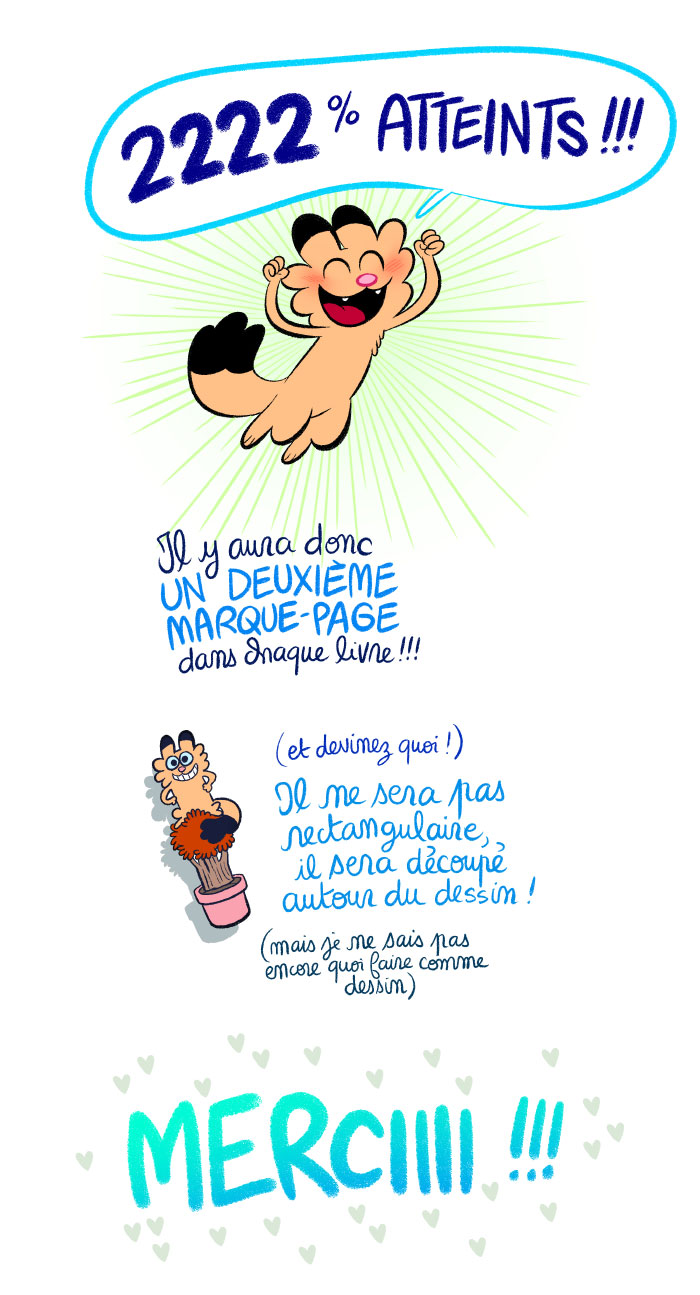 2222 % ATTEINTS !!!
Il y aura donc
UN DEUXIÈME
MARQUE-PAGE
dans chaque livre !!!
(et devinez quoi !)
Il ne sera pas
rectangulaire,
il sera découpé
autour du dessin !
(mais je ne sais pas
encore quoi faire comme
dessin)
MERCIIII !!!